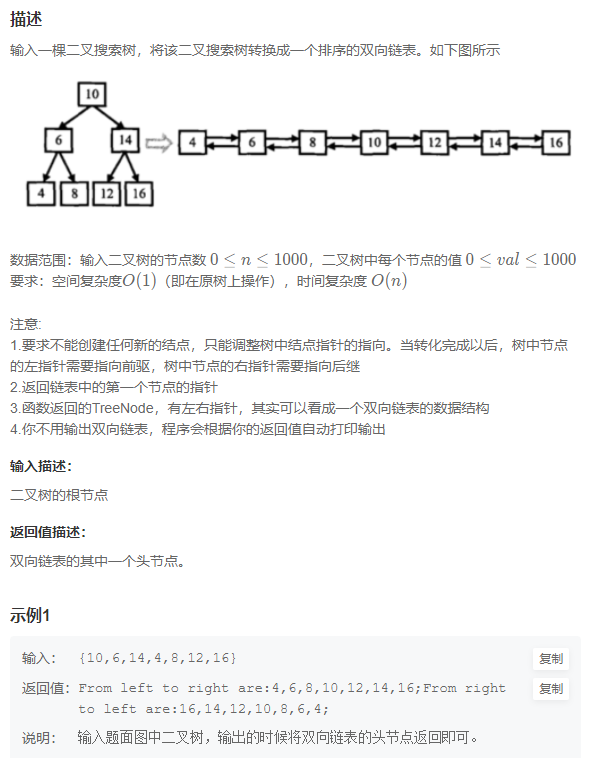 描述
输入一棵二叉搜索树，将该二叉搜索树转换成一个排序的双向链表。如下图所示
10
6 14 4 6 8 10 12 14 16
4 8 12 16
数据范围：输入二叉树的节点数 0 ≤ n ≤ 1000，二叉树中每个节点的值 0 ≤ val ≤ 1000
要求：空间复杂度O(1)（即在原树上操作），时间复杂度 O(n)
注意:
1.要求不能创建任何新的结点，只能调整树中结点指针的指向。当转化完成以后，树中节点
的左指针需要指向前驱，树中节点的右指针需要指向后继
2.返回链表中的第一个节点的指针
3.函数返回的TreeNode，有左右指针，其实可以看成一个双向链表的数据结构
4.你不用输出双向链表，程序会根据你的返回值自动打印输出
输入描述：
二叉树的根节点
返回值描述：
双向链表的其中一个头节点。
示例1
输入： {10,6,14,4,8,12,16} 复制
返回值： From left to right are:4,6,8,10,12,14,16;From right 复制
to left are:16,14,12,10,8,6,4;
说明： 输入题面图中二叉树，输出的时候将双向链表的头节点返回即可。